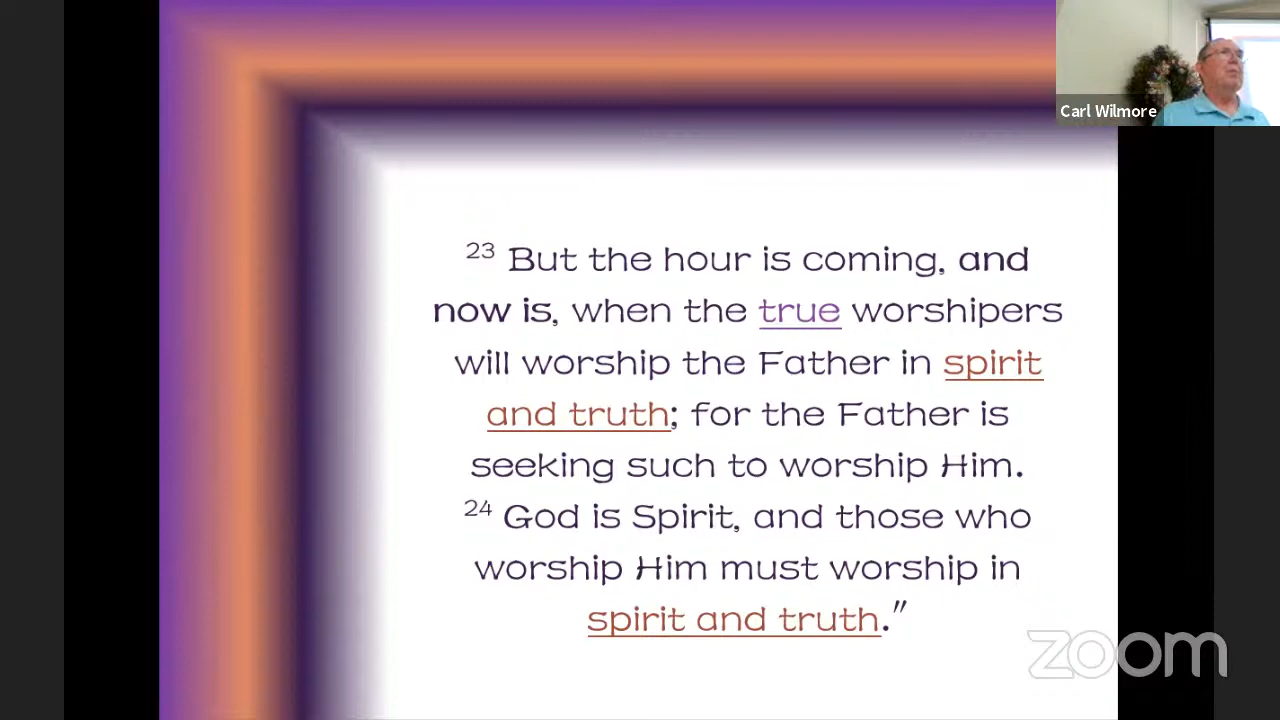 Carl Wilmore
23 But the hour is coming, and
now is, when the true worshipers
will worship the Father in spirit
and truth; for the Father is
seeking such to worship Him.
24 God is Spirit, and those who
worship Him must worship in
spirit and truth."
zoom